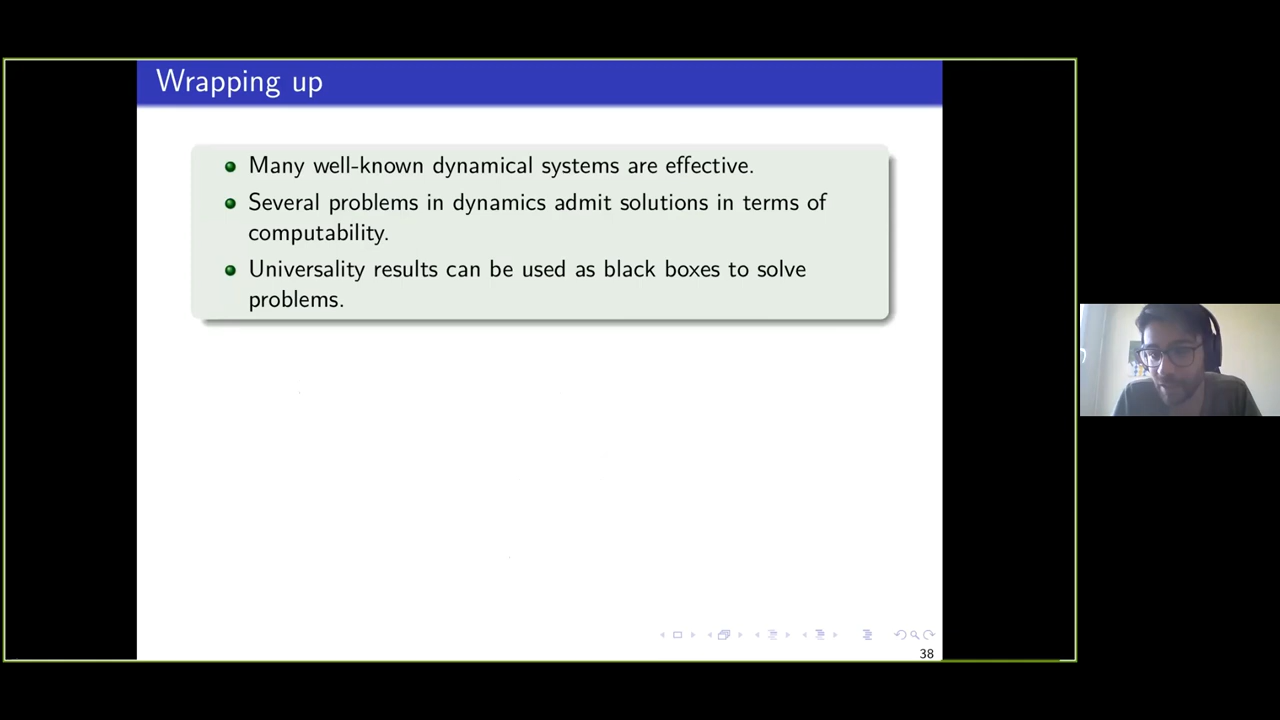 Wrapping up
Many well-known dynamical systems are effective.
Several problems in dynamics admit solutions in terms of
computability.
Universality results can be used as black boxes to solve
problems.
38